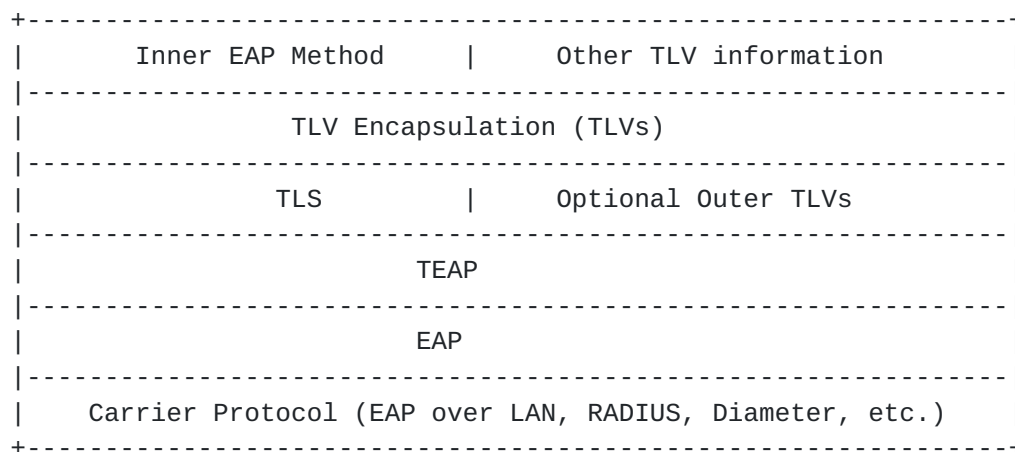 +---------------------------------------------------------------+
|       Inner EAP Method     |     Other TLV information
|---------------------------------------------------------------
|                 TLV Encapsulation (TLVs)
|---------------------------------------------------------------
|                TLS         |     Optional Outer TLVs
|---------------------------------------------------------------
|                         TEAP
|---------------------------------------------------------------
|                         EAP
|---------------------------------------------------------------
|    Carrier Protocol (EAP over LAN, RADIUS, Diameter, etc.)
+---------------------------------------------------------------